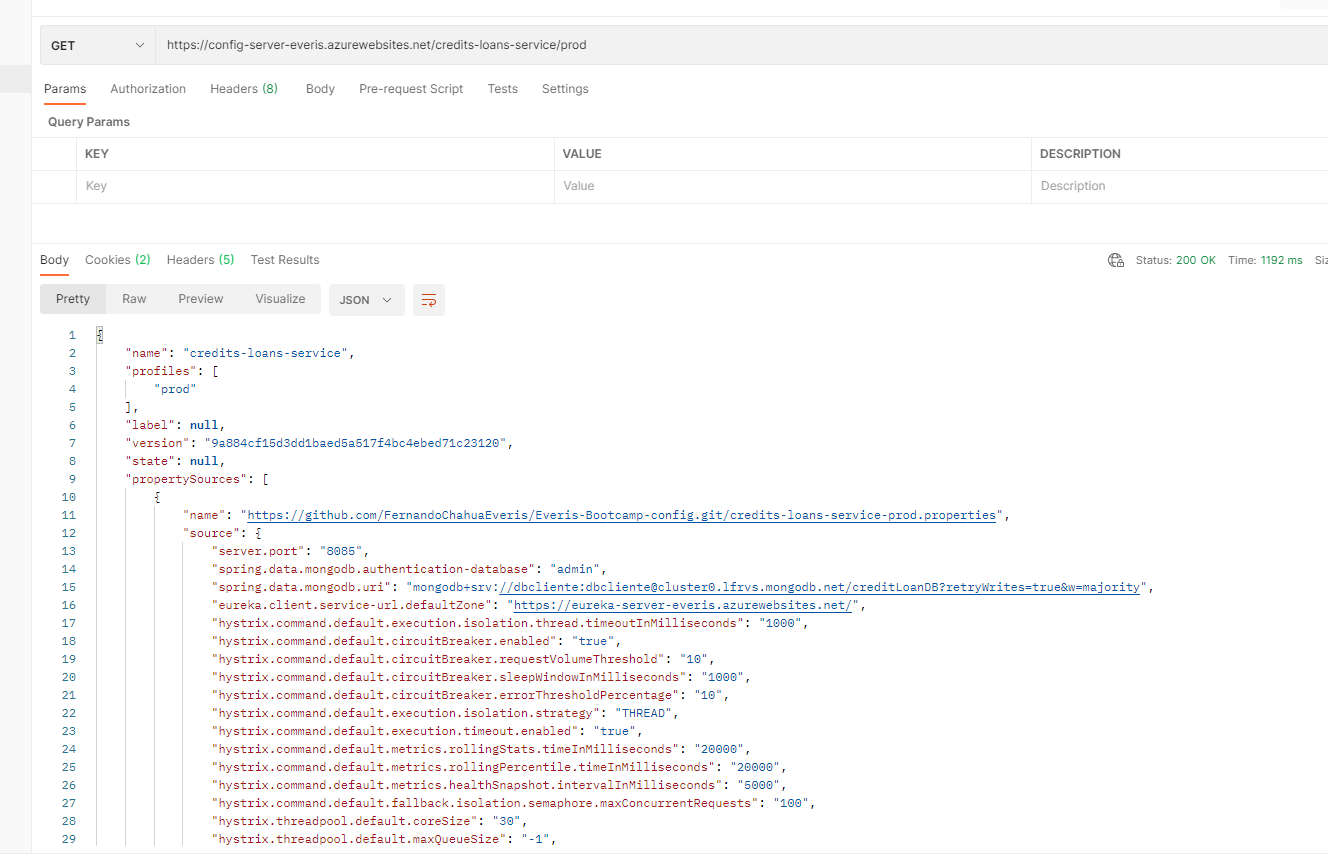 GET https://config-server-everis.azurewebsites.net/credits-loans-service/prod
Params Authorization Headers (8) Body Pre-request Script Tests Settings
Query Params
KEY VALUE DESCRIPTION
Key Value Description
Body Cookies (2) Headers (5) Test Results Status: 200 OK Time: 1192 ms Siz
Pretty Raw Preview Visualize JSON
1 {
2 "name": "credits-loans-service",
3 "profiles": [
4 "prod"
5 ],
6 "label": null,
7 "version": "9a884cf15d3dd1baed5a517f4bc4ebed71c23120",
8 "state": null,
9 "propertySources": [
10 {
11 "name": "https://github.com/FernandoChahuaEveris/Everis-Bootcamp-config.git/credits-loans-service-prod.properties",
12 "source": {
13 "server.port": "8085",
14 "spring.data.mongodb.authentication-database": "admin",
15 "spring.data.mongodb.uri": "mongodb+srv://dbcliente:dbcliente@cluster0.lfrvs.mongodb.net/creditLoanDB?retryWrites=true&w=majority",
16 "eureka.client.service-url.defaultZone": "https://eureka-server-everis.azurewebsites.net/",
17 "hystrix.command.default.execution.isolation.thread.timeoutInMilliseconds": "1000",
18 "hystrix.command.default.circuitBreaker.enabled": "true",
19 "hystrix.command.default.circuitBreaker.requestVolumeThreshold": "10",
20 "hystrix.command.default.circuitBreaker.sleepWindowInMilliseconds": "1000",
21 "hystrix.command.default.circuitBreaker.errorThresholdPercentage": "10",
22 "hystrix.command.default.execution.isolation.strategy": "THREAD",
23 "hystrix.command.default.execution.timeout.enabled": "true",
24 "hystrix.command.default.metrics.rollingStats.timeInMilliseconds": "20000",
25 "hystrix.command.default.metrics.rollingPercentile.timeInMilliseconds": "20000",
26 "hystrix.command.default.metrics.healthSnapshot.intervalInMilliseconds": "5000",
27 "hystrix.command.default.fallback.isolation.semaphore.maxConcurrentRequests": "100",
28 "hystrix.threadpool.default.coreSize": "30",
29 "hystrix.threadpool.default.maxQueueSize": "-1",